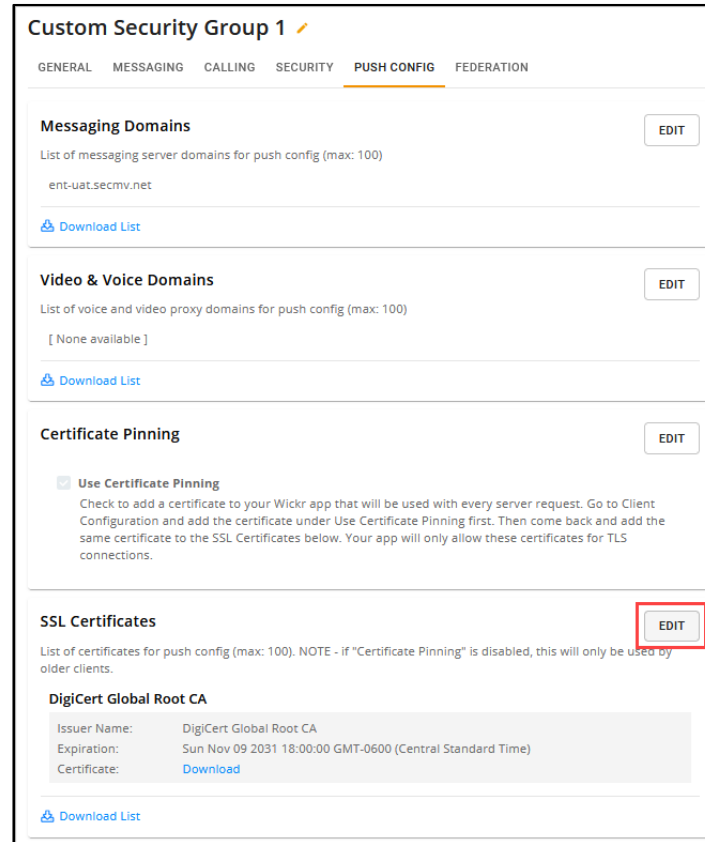 Custom Security Group 1
GENERAL MESSAGING CALLING SECURITY PUSH CONFIG FEDERATION
Messaging Domains
EDIT
List of messaging server domains for push config (max: 100)
ent-uat.secmv.net
Download List
Video & Voice Domains
EDIT
List of voice and video proxy domains for push config (max: 100)
[ None available ]
Download List
Certificate Pinning
EDIT
Use Certificate Pinning
Check to add a certificate to your Wickr app that will be used with every server request. Go to Client
Configuration and add the certificate under Use Certificate Pinning first. Then come back and add the
same certificate to the SSL Certificates below. Your app will only allow these certificates for TLS
connections.
SSL Certificates
EDIT
List of certificates for push config (max: 100). NOTE - if "Certificate Pinning" is disabled, this will only be used by
older clients.
DigiCert Global Root CA
Issuer Name: DigiCert Global Root CA
Expiration: Sun Nov 09 2031 18:00:00 GMT-0600 (Central Standard Time)
Certificate: Download
Download List